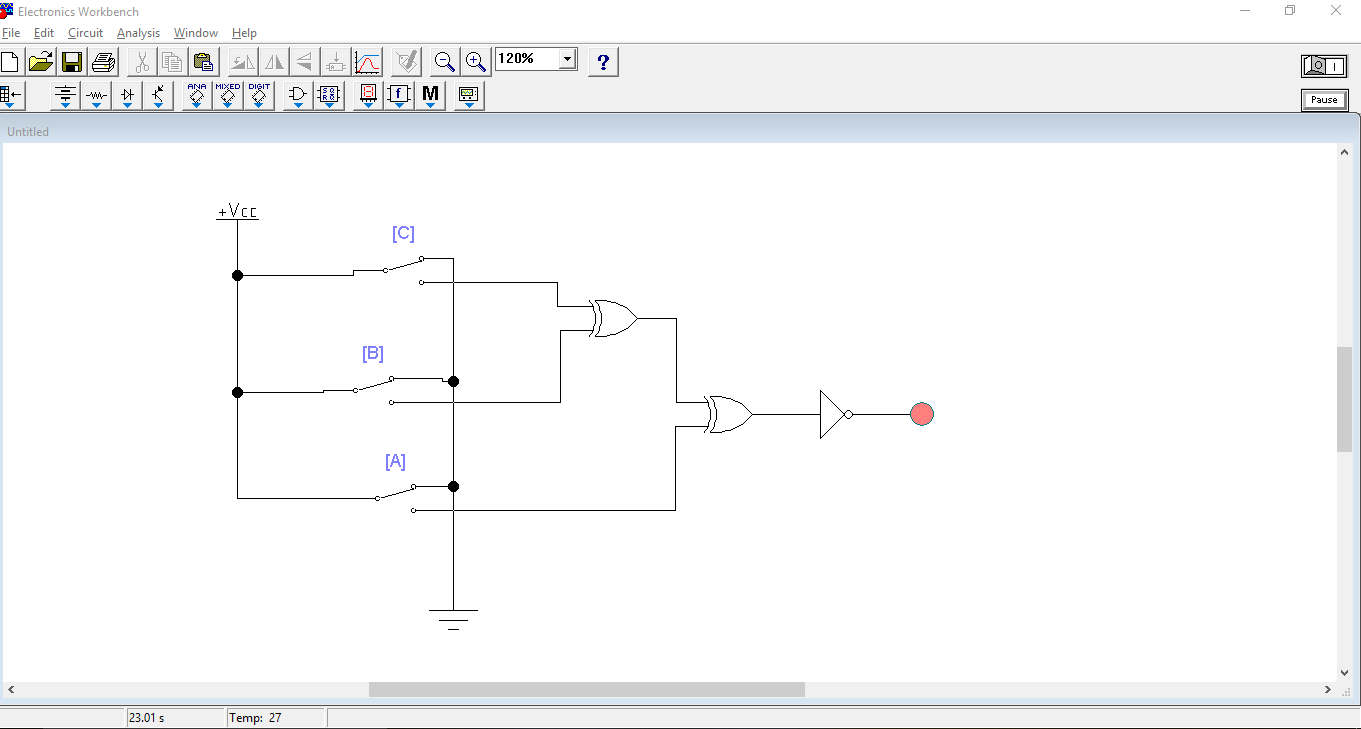 Electronics Workbench
File Edit Circuit Analysis Window Help
120% ?
ANA MIXED DIGIT M
Pause
Untitled
+Vcc
[C]
[B]
[A]
23.01 s Temp: 27